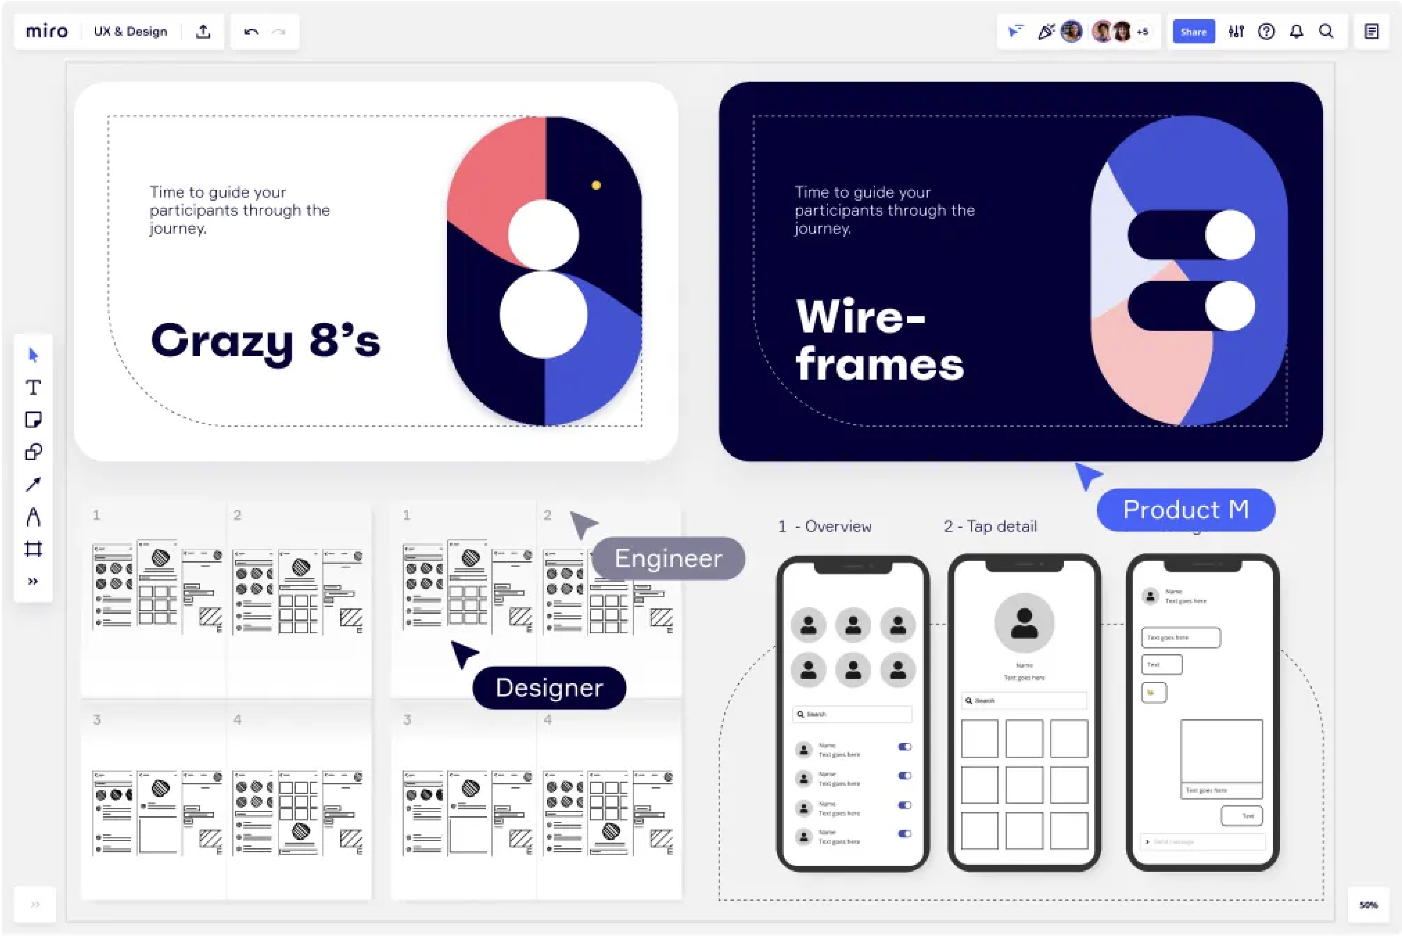 miro
UX & Design
+5
Share
Time to guide your
participants through the
journey.
Crazy 8's
Time to guide your
participants through the
journey.
Wire-
frames
Product M
1
2
1
2
Engineer
Designer
3
4
3
4
1 - Overview
2 - Tap detail
Search
Name
Text goes here
Name
Text goes here
Name
Text goes here
Name
Text goes here
Name
Text goes here
Search
Name
Text goes here
Text goes here
Text
Text goes here
Text
Send message
50%